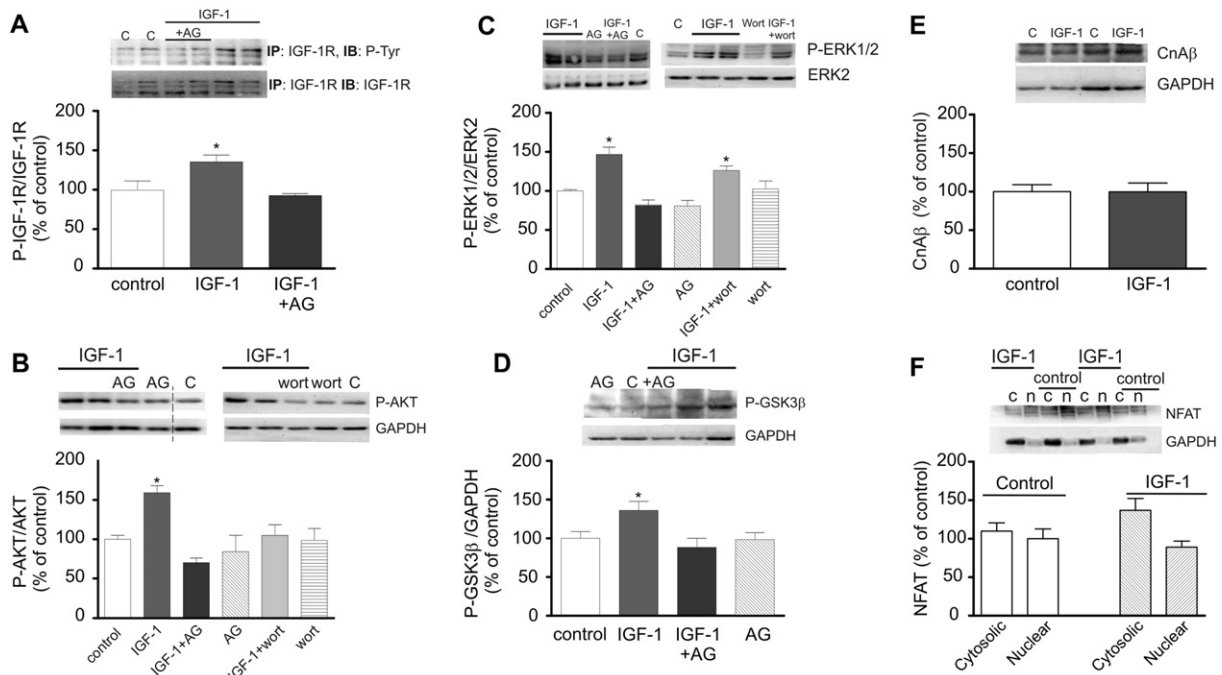 A
IGF-1
C C +AG
IP: IGF-1R, IB: P-Tyr
IP: IGF-1R IB: IGF-1R
P-IGF-1R/IGF-1R
(% of control)
200
150
100
50
0
*
control IGF-1 IGF-1
+AG
B
IGF-1 IGF-1
AG AG C wort wort C
P-AKT
GAPDH
P-AKT/AKT
(% of control)
200
150
100
50
0
*
control IGF-1 IGF-1+AG AG IGF-1+wort wort
C
IGF-1 AG IGF-1
+AG C
C IGF-1 Wort IGF-1
+wort
P-ERK1/2
ERK2
P-ERK1/2/ERK2
(% of control)
200
150
100
50
0
* *
control IGF-1 IGF-1+AG AG IGF-1+wort wort
D
IGF-1
AG C +AG
P-GSK3β
GAPDH
P-GSK3β /GAPDH
(% of control)
200
150
100
50
0
*
control IGF-1 IGF-1
+AG AG
E
C IGF-1 C IGF-1
CnAβ
GAPDH
CnAβ (% of control)
200
150
100
50
0
control IGF-1
F
IGF-1 IGF-1
control control
c n c n c n c n
NFAT
GAPDH
NFAT (% of control)
200
150
100
50
0
Control IGF-1
Cytosolic Nuclear Cytosolic Nuclear